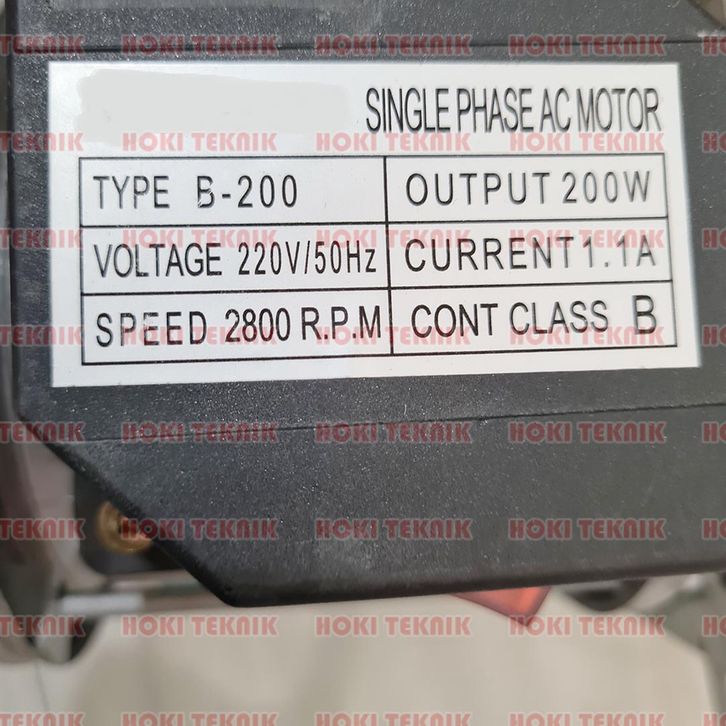 SINGLE PHASE AC MOTOR
TYPE B-200
OUTPUT 200W
VOLTAGE 220V/50Hz
CURRENT 1.1A
SPEED 2800 R.P.M
CONT CLASS B
HOKI TEKNIK